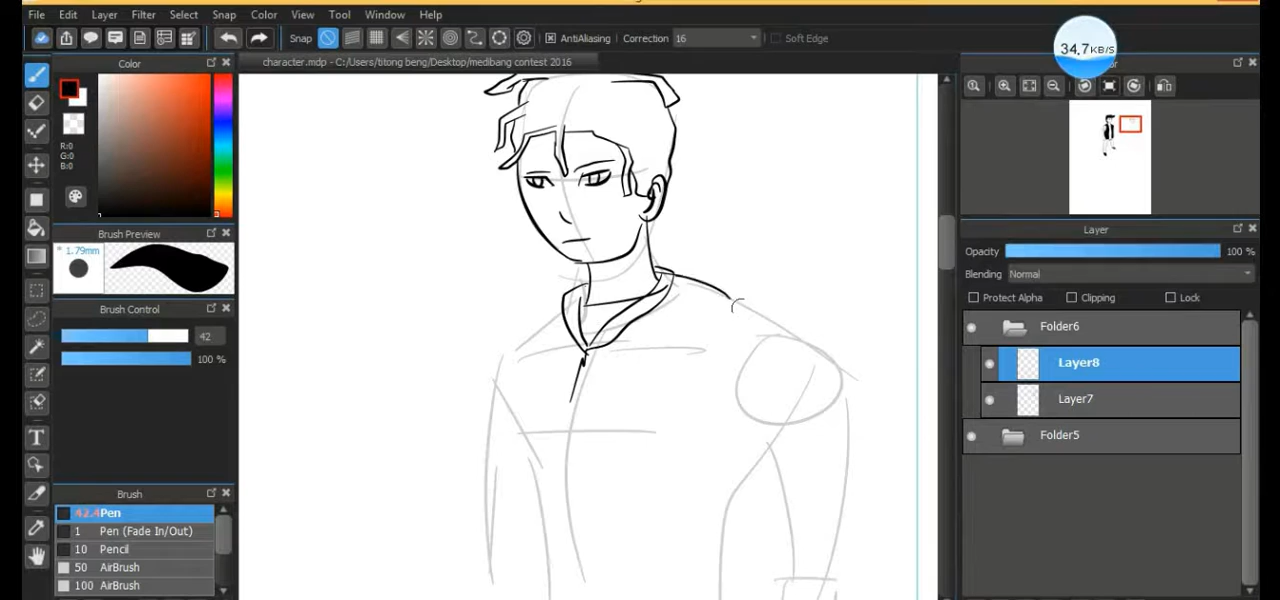 File Edit Layer Filter Select Snap Color View Tool Window Help
Snap AntiAliasing Correction 16 Soft Edge
34.7KB/S
Color
character.mdp - C:/Users/titong beng/Desktop/medibang contest 2016
R:0
G:0
B:0
Brush Preview
* 1.79mm
Brush Control
42
100 %
Brush
42.4 Pen
1 Pen (Fade In/Out)
10 Pencil
50 AirBrush
100 AirBrush
Layer
Opacity 100 %
Blending Normal
Protect Alpha Clipping Lock
Folder6
Layer8
Layer7
Folder5